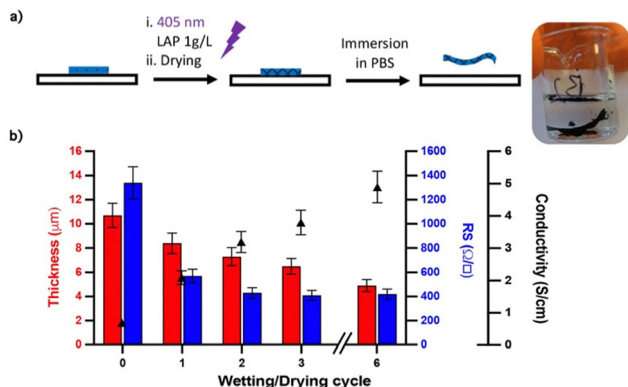 a)
i. 405 nm
LAP 1g/L
ii. Drying
Immersion
in PBS
b)
16
14
12
10
8
6
4
2
0
Thickness (μm)
1600
1400
1200
1000
800
600
400
200
0
RS (Ω/□)
6
5
4
3
2
1
0
Conductivity (S/cm)
0
1
2
3
6
Wetting/Drying cycle